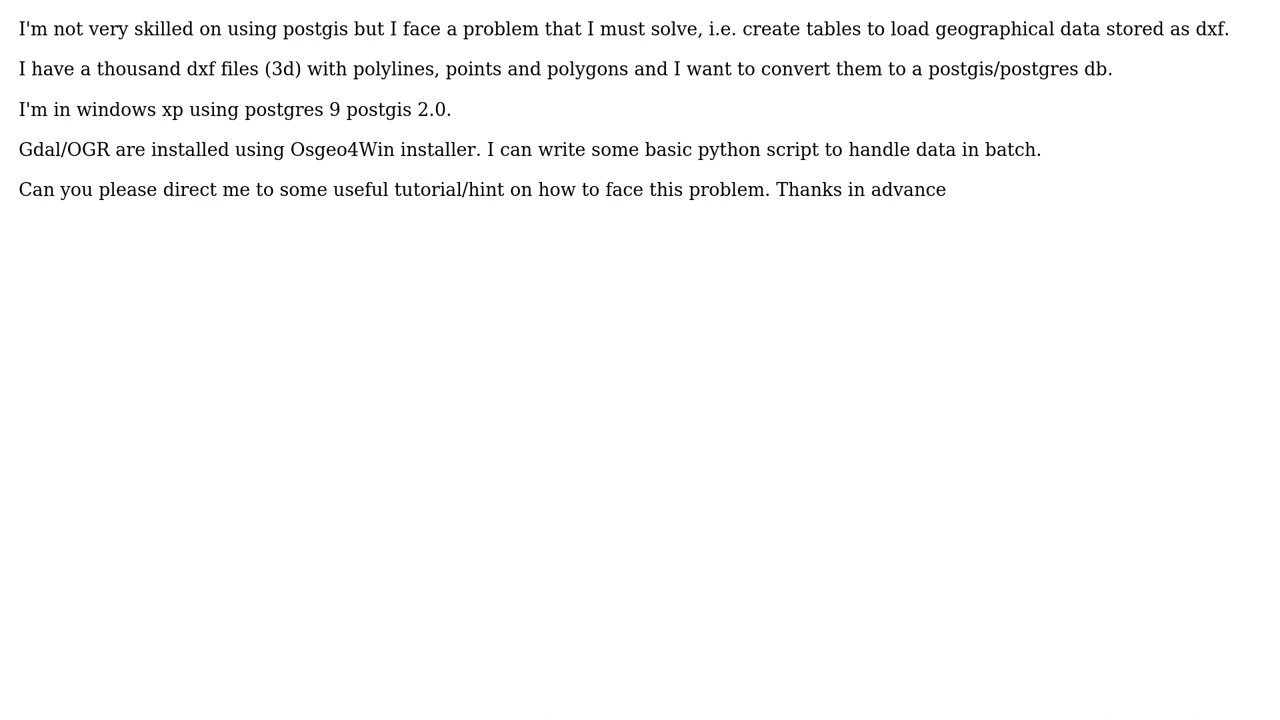 I'm not very skilled on using postgis but I face a problem that I must solve, i.e. create tables to load geographical data stored as dxf.
I have a thousand dxf files (3d) with polylines, points and polygons and I want to convert them to a postgis/postgres db.
I'm in windows xp using postgres 9 postgis 2.0.
Gdal/OGR are installed using Osgeo4Win installer. I can write some basic python script to handle data in batch.
Can you please direct me to some useful tutorial/hint on how to face this problem. Thanks in advance